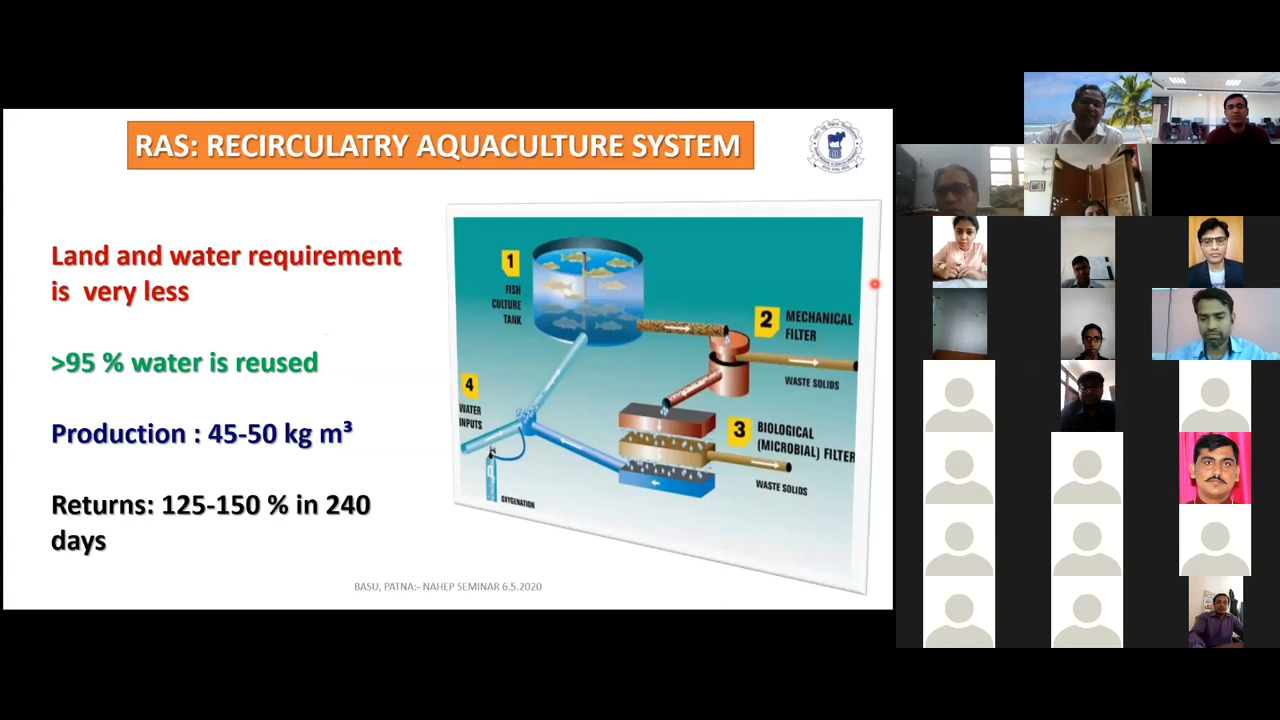 RAS: RECIRCULATRY AQUACULTURE SYSTEM
Land and water requirement
is very less
>95 % water is reused
Production : 45-50 kg m³
Returns: 125-150 % in 240
days
1
FISH
CULTURE
TANK
2
MECHANICAL
FILTER
WASTE SOLIDS
4
WATER
INPUTS
3
BIOLOGICAL
(MICROBIAL) FILTER
WASTE SOLIDS
OXYGENATION
BASU, PATNA:- NAHEP SEMINAR 6.5.2020